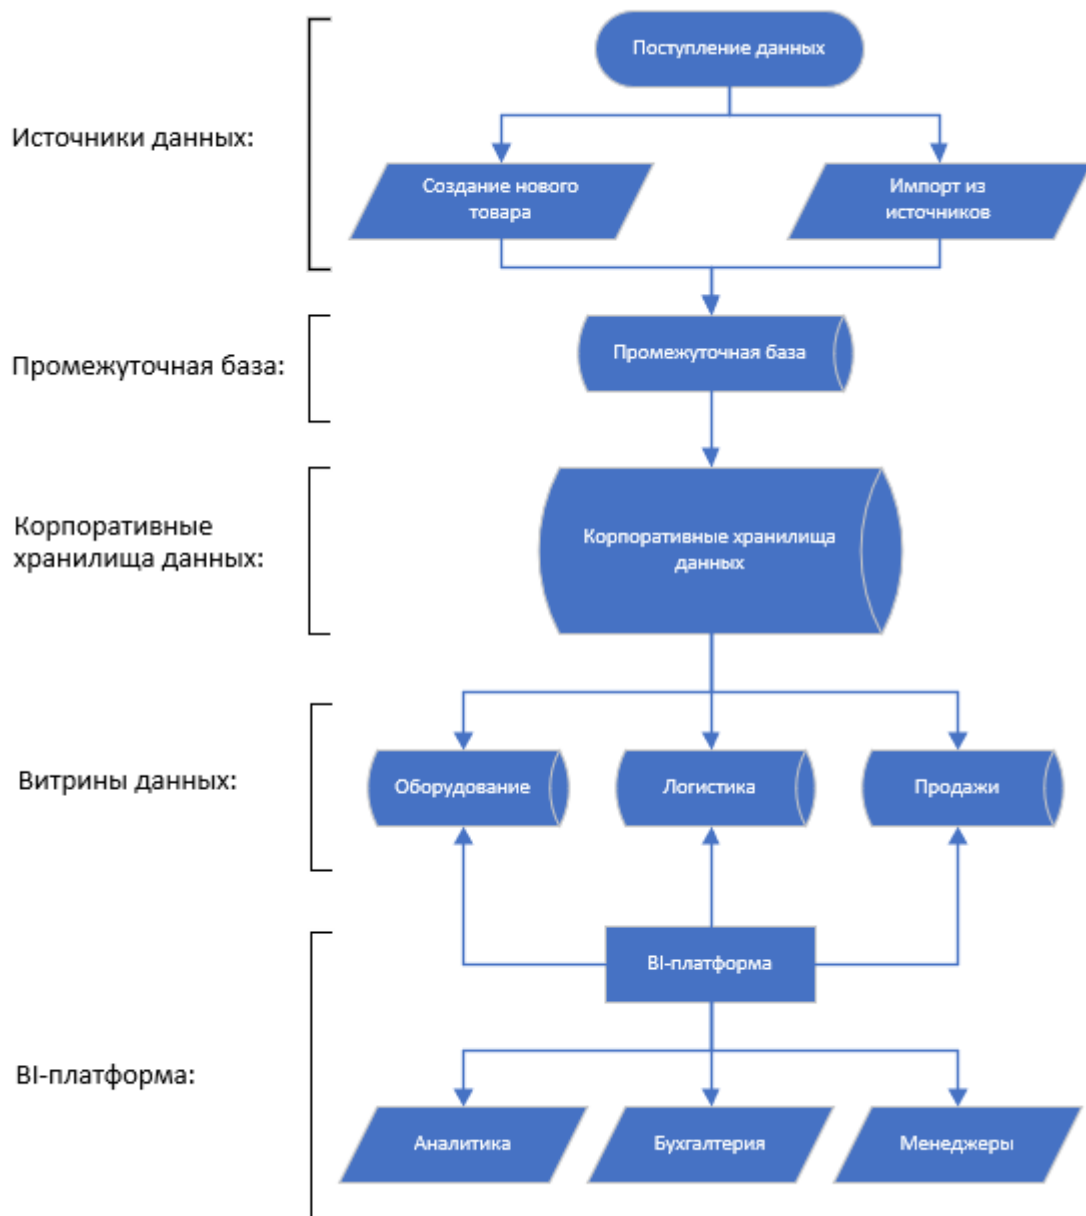 Поступление данных
Источники данных:
Создание нового
товара
Импорт из
источников
Промежуточная база:
Промежуточная база
Корпоративные
хранилища данных:
Корпоративные хранилища
данных
Витрины данных:
Оборудование
Логистика
Продажи
BI-платформа
BI-платформа:
Аналитика
Бухгалтерия
Менеджеры